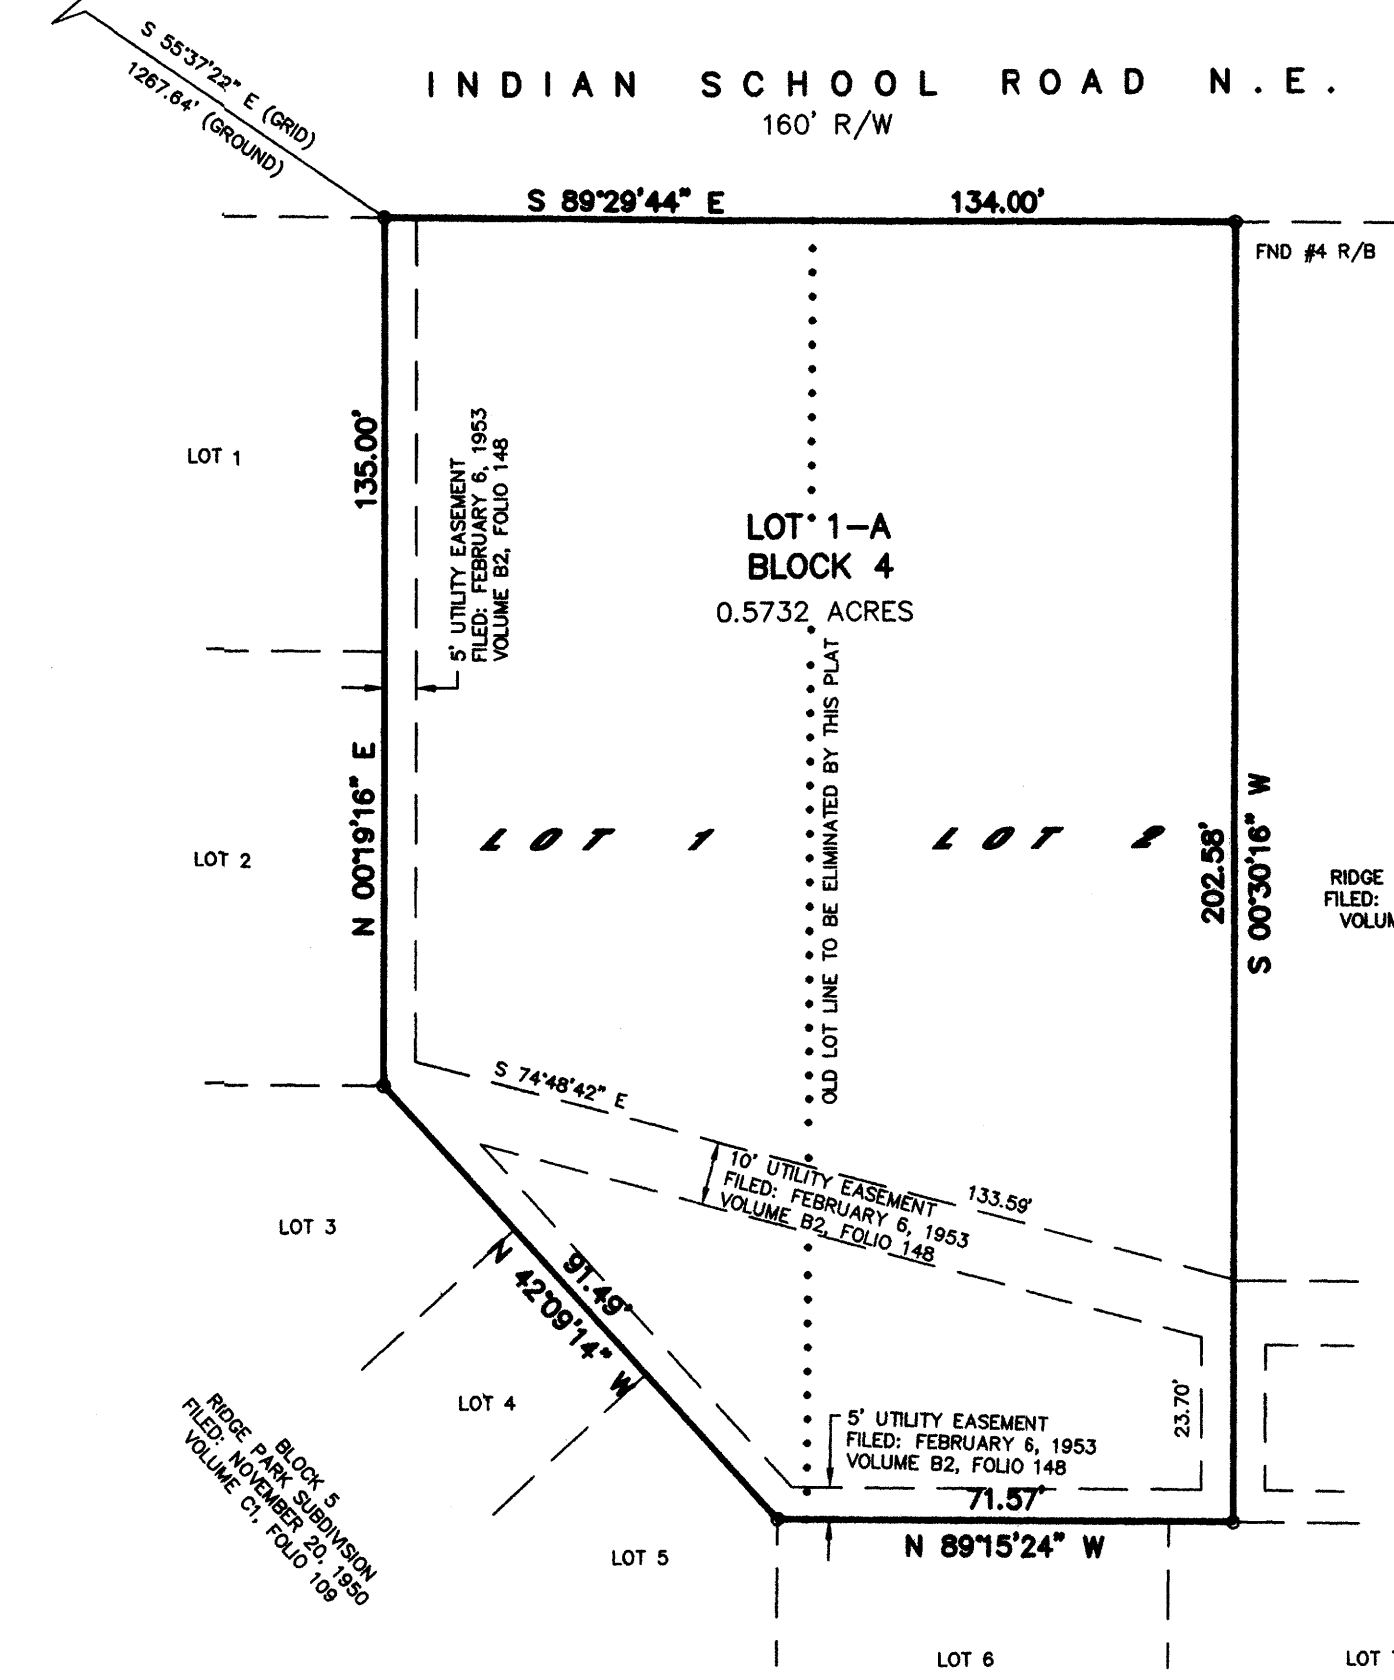 S 55°37'22" E (GRID)
1267.64' (GROUND)
INDIAN SCHOOL ROAD N.E.
160' R/W
S 89°29'44" E 134.00'
FND #4 R/B
135.00'
N 00°19'16" E
LOT 1
5' UTILITY EASEMENT
FILED: FEBRUARY 6, 1953
VOLUME B2, FOLIO 148
LOT 1-A
BLOCK 4
0.5732 ACRES
OLD LOT LINE TO BE ELIMINATED BY THIS PLAT
LOT 1
LOT 2
LOT 2
202.58'
S 00°30'16" W
RIDGE
FILED:
VOLUM
S 74°48'42" E
133.59'
10' UTILITY EASEMENT
FILED: FEBRUARY 6, 1953
VOLUME B2, FOLIO 148
LOT 3
91.49'
N 42°09'14" W
LOT 4
23.70'
5' UTILITY EASEMENT
FILED: FEBRUARY 6, 1953
VOLUME B2, FOLIO 148
71.57'
N 89°15'24" W
BLOCK 5
RIDGE PARK SUBDIVISION
FILED: NOVEMBER 20, 1950
VOLUME C1, FOLIO 109
LOT 5
LOT 6
LOT